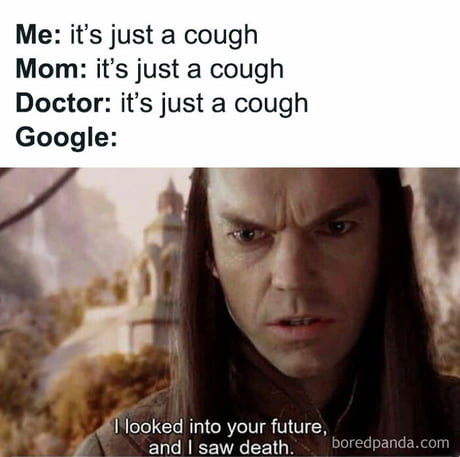 Me: it's just a cough
Mom: it's just a cough
Doctor: it's just a cough
Google:
I looked into your future,
and I saw death.
boredpanda.com